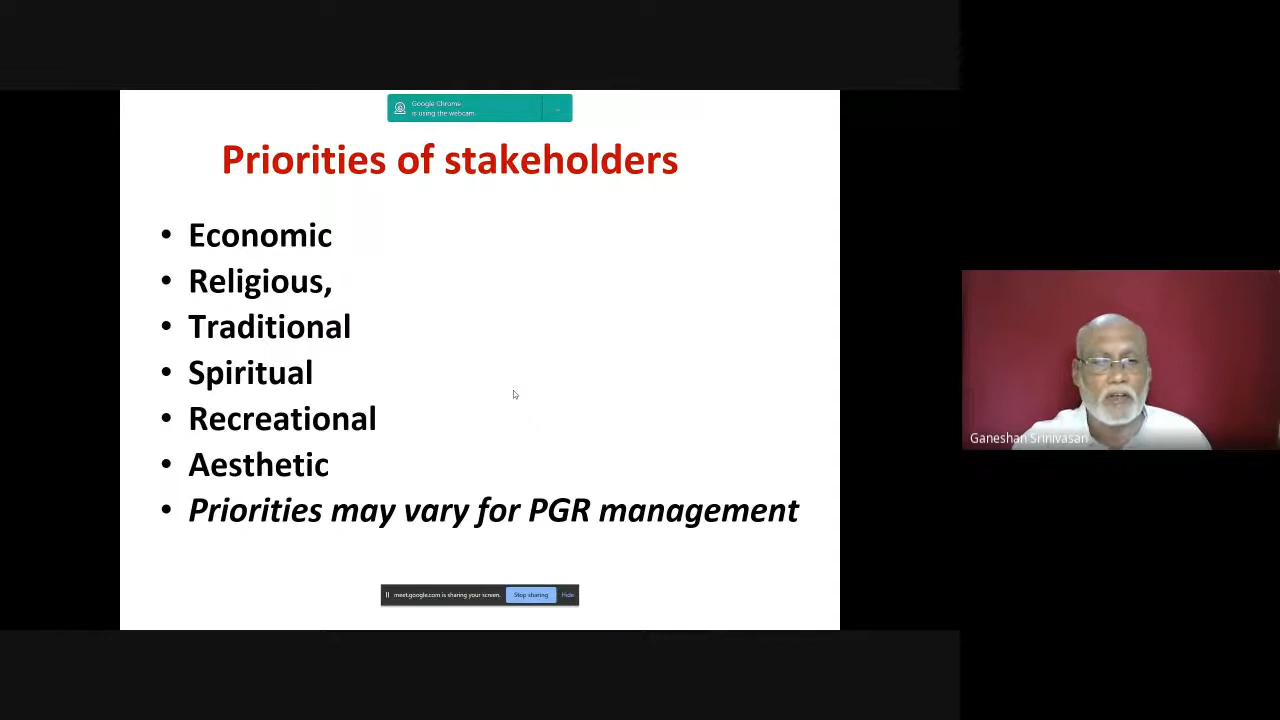 Google Chrome
is using the webcam.
Priorities of stakeholders
• Economic
• Religious,
• Traditional
• Spiritual
• Recreational
• Aesthetic
• Priorities may vary for PGR management
meet.google.com is sharing your screen. Stop sharing Hide
Ganeshan Srinivasan